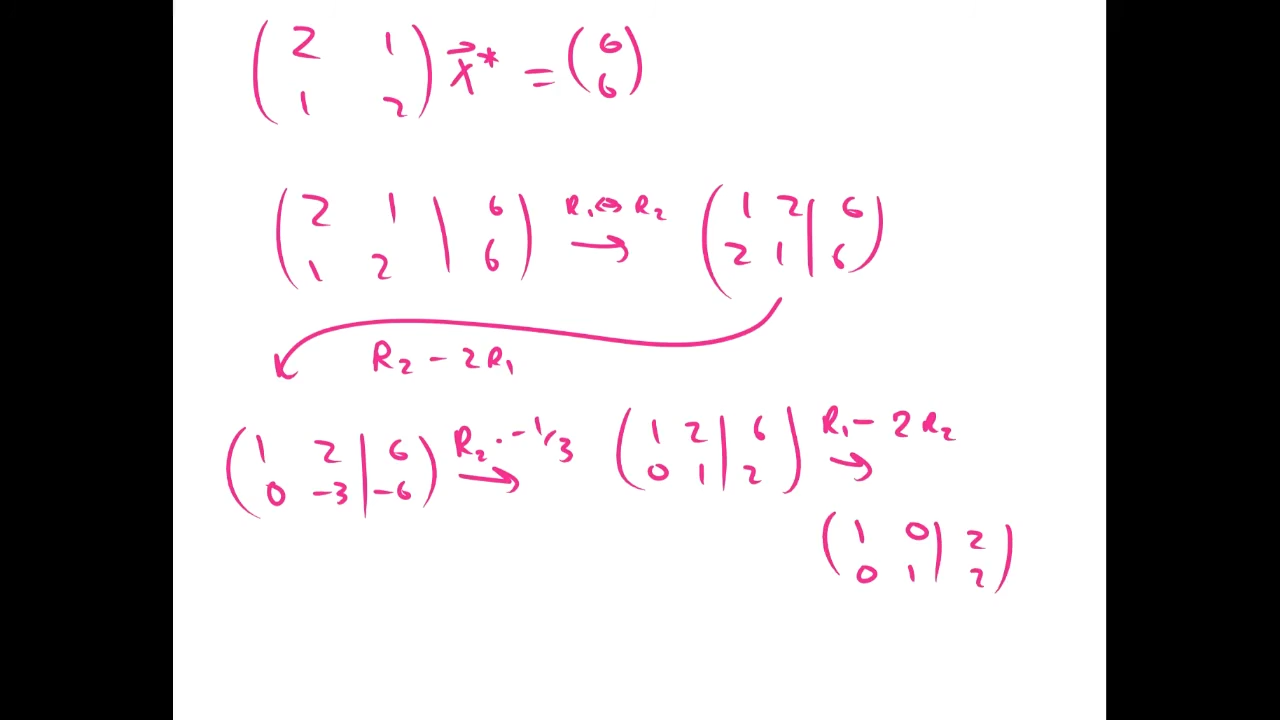 (2 1; 1 2) x⃗* = (6; 6)
(2 1 | 6; 1 2 | 6) R₁⇔R₂ → (1 2 | 6; 2 1 | 6)
R₂ - 2R₁
(1 2 | 6; 0 -3 | -6) R₂ · -1/3 → (1 2 | 6; 0 1 | 2) R₁ - 2R₂ →
(1 0 | 2; 0 1 | 2)